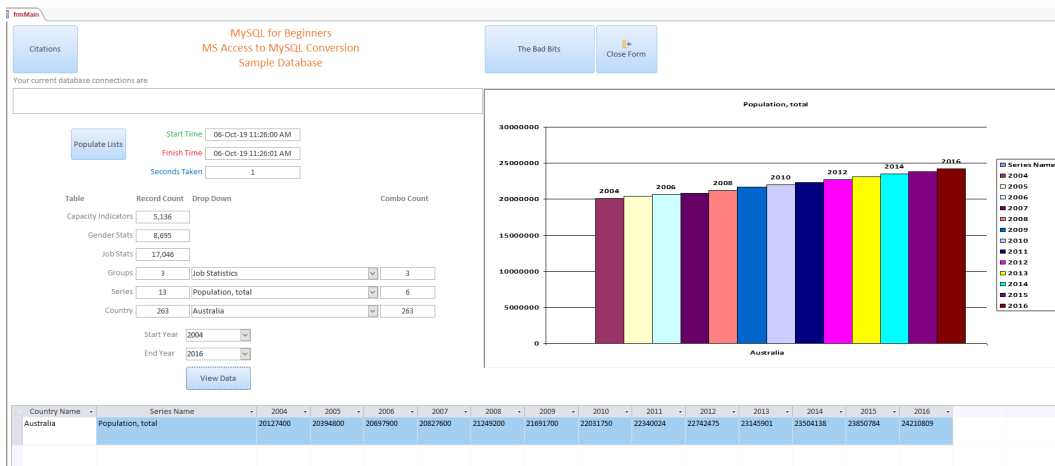 frmMain
Citations
MySQL for Beginners
MS Access to MySQL Conversion
Sample Database
The Bad Bits
Close Form
Your current database connections are
Populate Lists
Start Time 06-Oct-19 11:26:00 AM
Finish Time 06-Oct-19 11:26:01 AM
Seconds Taken 1
Table Record Count Drop Down Combo Count
Capacity Indicators 5,136
Gender Stats 8,695
Job Stats 17,046
Groups 3 Job Statistics 3
Series 13 Population, total 6
Country 263 Australia 263
Start Year 2004
End Year 2016
View Data
Population, total
30000000
25000000
20000000
15000000
10000000
5000000
0
2004 2006 2008 2010 2012 2014 2016
Australia
Series Name
2004
2005
2006
2007
2008
2009
2010
2011
2012
2013
2014
2015
2016
Country Name Series Name 2004 2005 2006 2007 2008 2009 2010 2011 2012 2013 2014 2015 2016
Australia Population, total 20127400 20394800 20697900 20827600 21249200 21691700 22031750 22340024 22742475 23145901 23504138 23850784 24210809